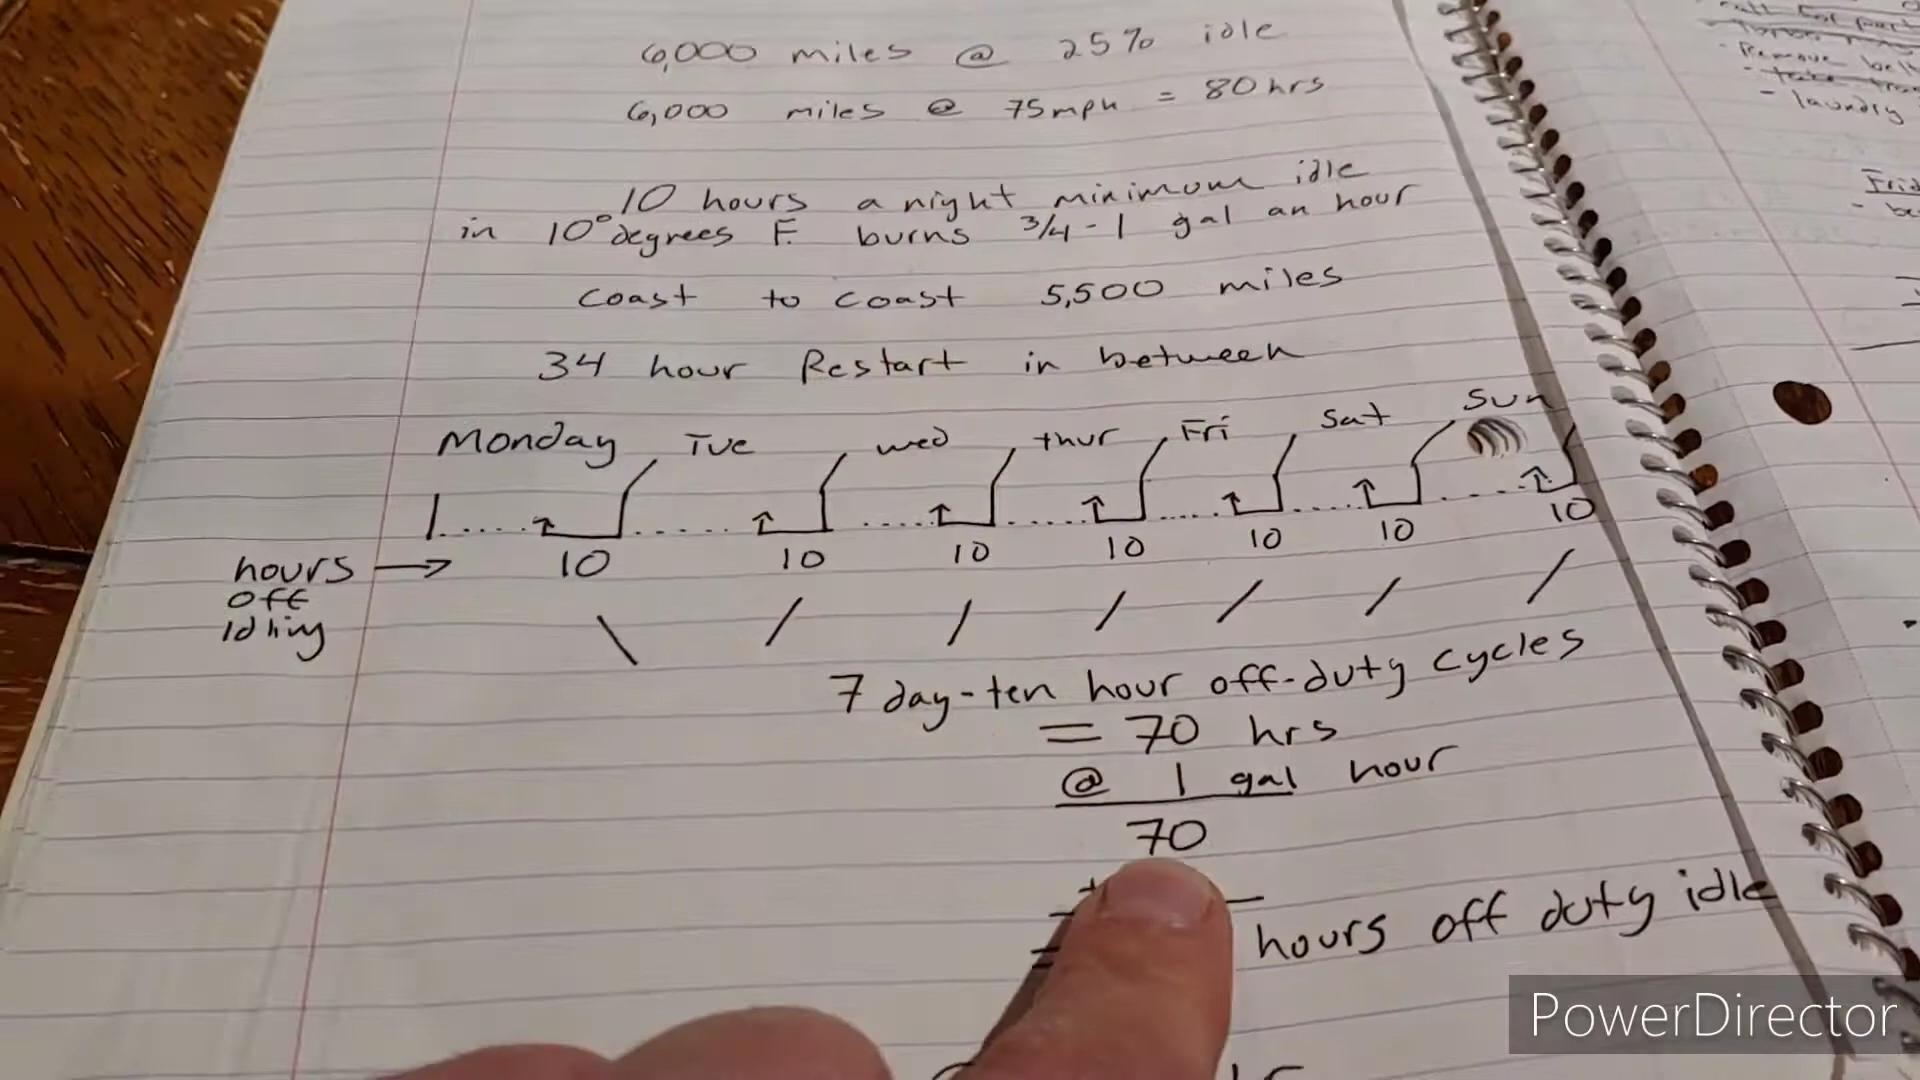 6,000 miles @ 25% idle
6,000 miles @ 75mph = 80hrs
10 hours a night minimum idle
in 10° degrees F. burns 3/4 - 1 gal an hour
Coast to coast 5,500 miles
34 hour Restart in between
Monday Tue wed thur Fri Sat Sun
10 10 10 10 10 10 10
hours →
off
Idling
7 day-ten hour off-duty cycles
= 70 hrs
@ 1 gal hour
70
hours off duty idle
Remove
- laundry
PowerDirector